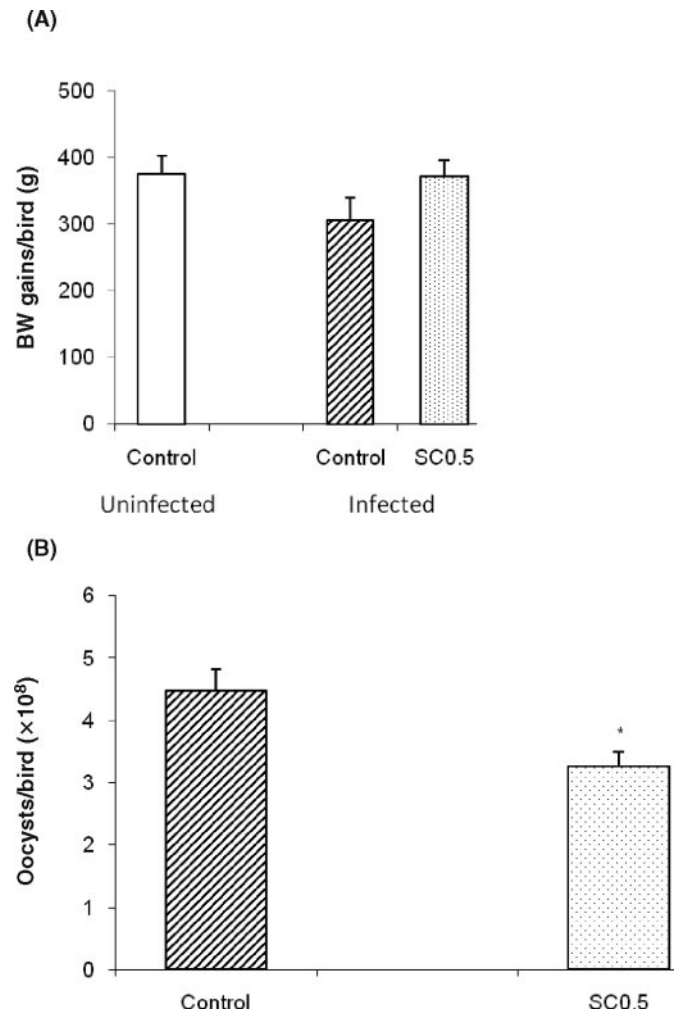 (A)
500
400
300
200
100
0
BW gains/bird (g)
Control Control SC0.5
Uninfected Infected
(B)
6
5
4
3
2
1
0
Oocysts/bird (×10⁸)
*
Control SC0.5